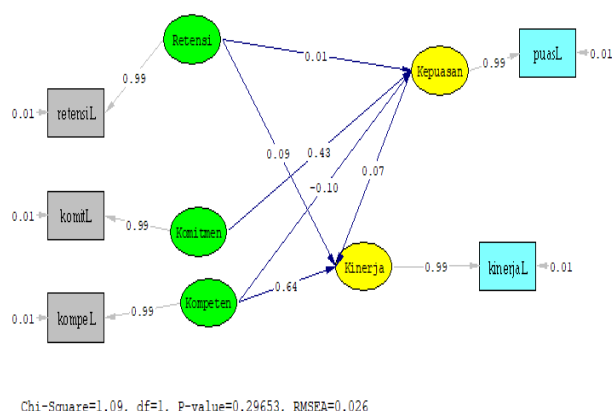 Retensi
0.01
Kepuasan
0.99
puasL
0.01
0.99
0.01
retensiL
0.09
0.43
-0.10
0.07
0.01
komitL
0.99
Komitmen
Kinerja
0.99
kinerjaL
0.01
Kompeten
0.64
0.99
0.01
kompeL
Chi-Square=1.09, df=1, P-value=0.29653, RMSEA=0.026